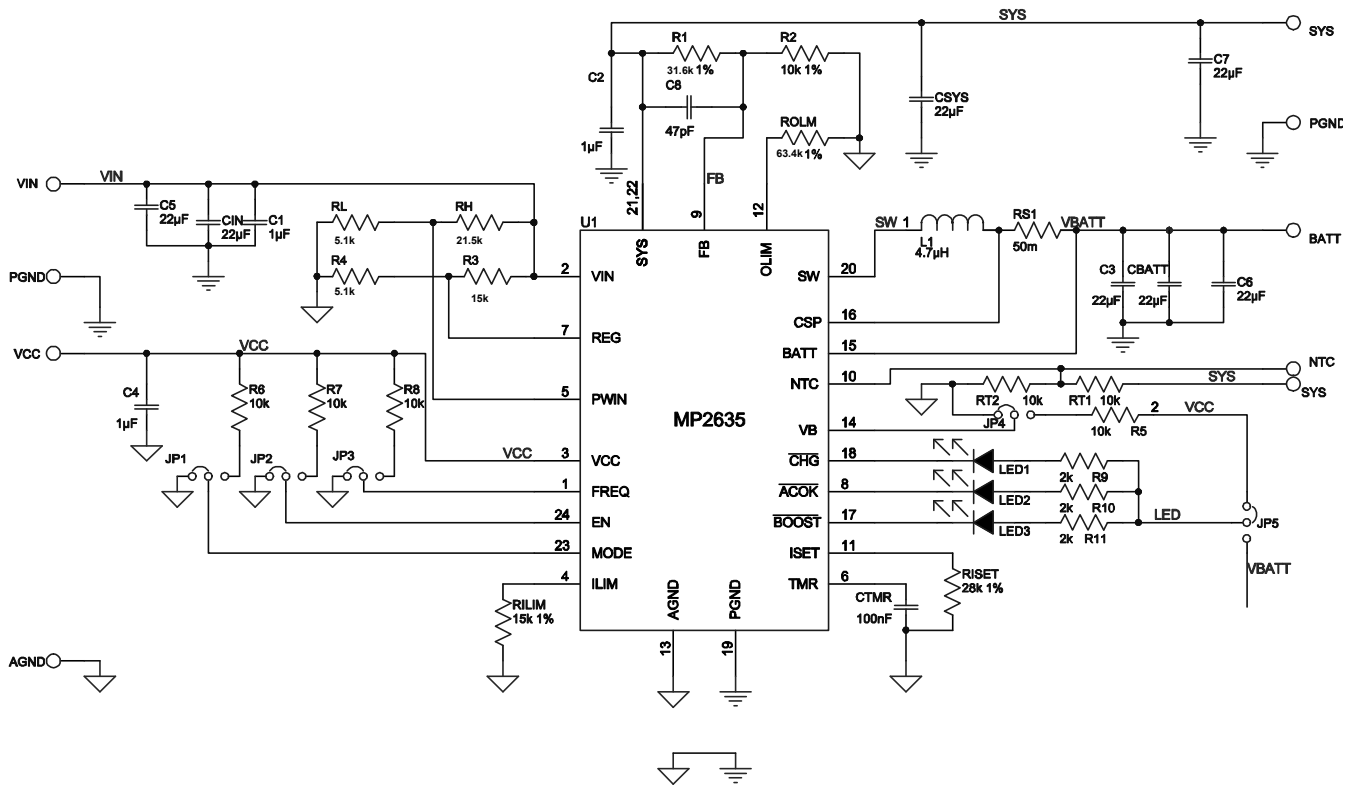 SYS
SYS
R1
31.6k 1%
R2
10k 1%
C2
1µF
C8
47pF
ROLM
63.4k 1%
CSYS
22µF
C7
22µF
PGND
VIN
VIN
C5
22µF
CIN
22µF
C1
1µF
RL
5.1k
RH
21.5k
R4
5.1k
R3
15k
PGND
21,22
9
FB
12
U1
SYS
FB
OLIM
SW 1
L1
4.7µH
RS1
50m
VBATT
BATT
C3
22µF
CBATT
22µF
C6
22µF
2
VIN
SW
20
CSP
16
7
REG
BATT
15
NTC
10
NTC
SYS
SYS
RT2
10k
RT1
10k
VCC
VCC
C4
1µF
R6
10k
R7
10k
R8
10k
5
PWIN
MP2635
VB
14
JP4
10k
R5
2
VCC
JP1
JP2
JP3
VCC
3
VCC
CHG
18
LED1
2k
R9
1
FREQ
ACOK
8
LED2
2k
R10
24
EN
BOOST
17
LED3
2k
R11
LED
JP5
VBATT
23
MODE
ISET
11
RISET
28k 1%
4
ILIM
RILIM
15k 1%
TMR
6
CTMR
100nF
AGND
PGND
13
19
AGND